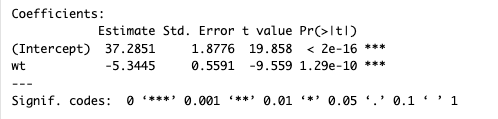 Coefficients:
            Estimate Std. Error t value Pr(>|t|)
(Intercept)  37.2851     1.8776  19.858  < 2e-16 ***
wt           -5.3445     0.5591  -9.559 1.29e-10 ***
---
Signif. codes:  0 ‘***’ 0.001 ‘**’ 0.01 ‘*’ 0.05 ‘.’ 0.1 ‘ ’ 1